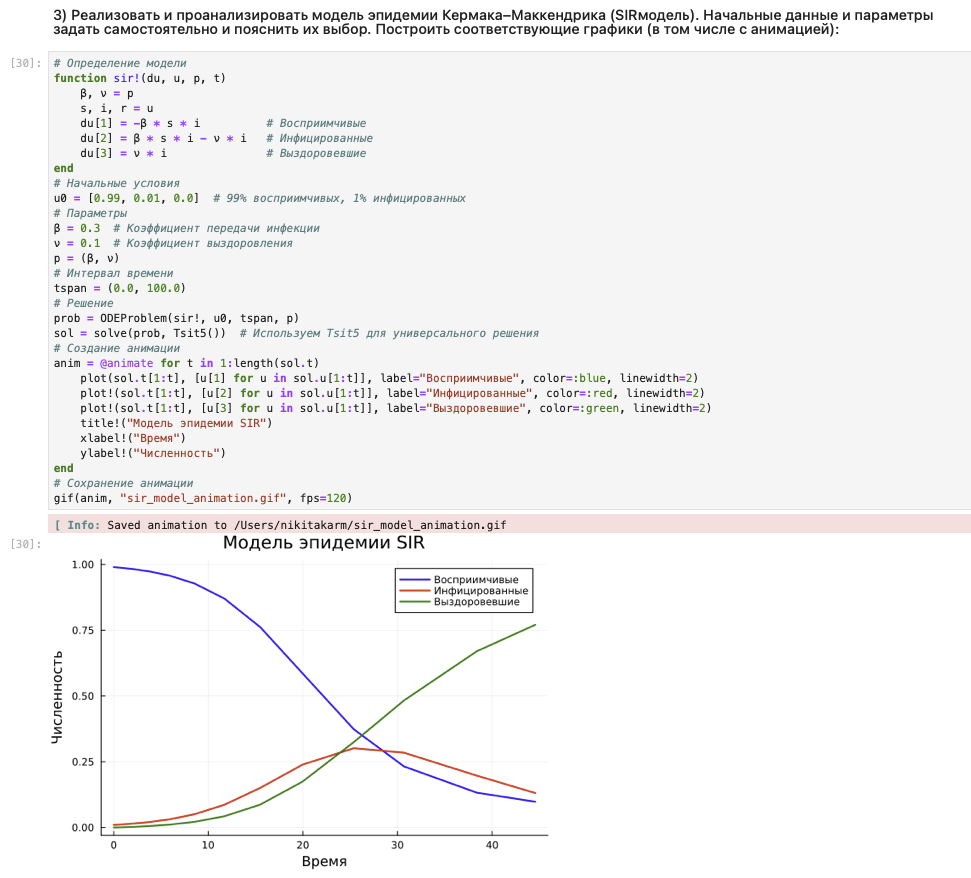 3) Реализовать и проанализировать модель эпидемии Кермака–Маккендрика (SIRмодель). Начальные данные и параметры
задать самостоятельно и пояснить их выбор. Построить соответствующие графики (в том числе с анимацией):
[30]:
# Определение модели
function sir!(du, u, p, t)
    β, ν = p
    s, i, r = u
    du[1] = -β * s * i          # Восприимчивые
    du[2] = β * s * i - ν * i   # Инфицированные
    du[3] = ν * i               # Выздоровевшие
end
# Начальные условия
u0 = [0.99, 0.01, 0.0]  # 99% восприимчивых, 1% инфицированных
# Параметры
β = 0.3  # Коэффициент передачи инфекции
ν = 0.1  # Коэффициент выздоровления
p = (β, ν)
# Интервал времени
tspan = (0.0, 100.0)
# Решение
prob = ODEProblem(sir!, u0, tspan, p)
sol = solve(prob, Tsit5())  # Используем Tsit5 для универсального решения
# Создание анимации
anim = @animate for t in 1:length(sol.t)
    plot(sol.t[1:t], [u[1] for u in sol.u[1:t]], label="Восприимчивые", color=:blue, linewidth=2)
    plot!(sol.t[1:t], [u[2] for u in sol.u[1:t]], label="Инфицированные", color=:red, linewidth=2)
    plot!(sol.t[1:t], [u[3] for u in sol.u[1:t]], label="Выздоровевшие", color=:green, linewidth=2)
    title!("Модель эпидемии SIR")
    xlabel!("Время")
    ylabel!("Численность")
end
# Сохранение анимации
gif(anim, "sir_model_animation.gif", fps=120)
[ Info: Saved animation to /Users/nikitakarm/sir_model_animation.gif
[30]:
Модель эпидемии SIR
Восприимчивые
Инфицированные
Выздоровевшие
Численность
1.00
0.75
0.50
0.25
0.00
0 10 20 30 40
Время